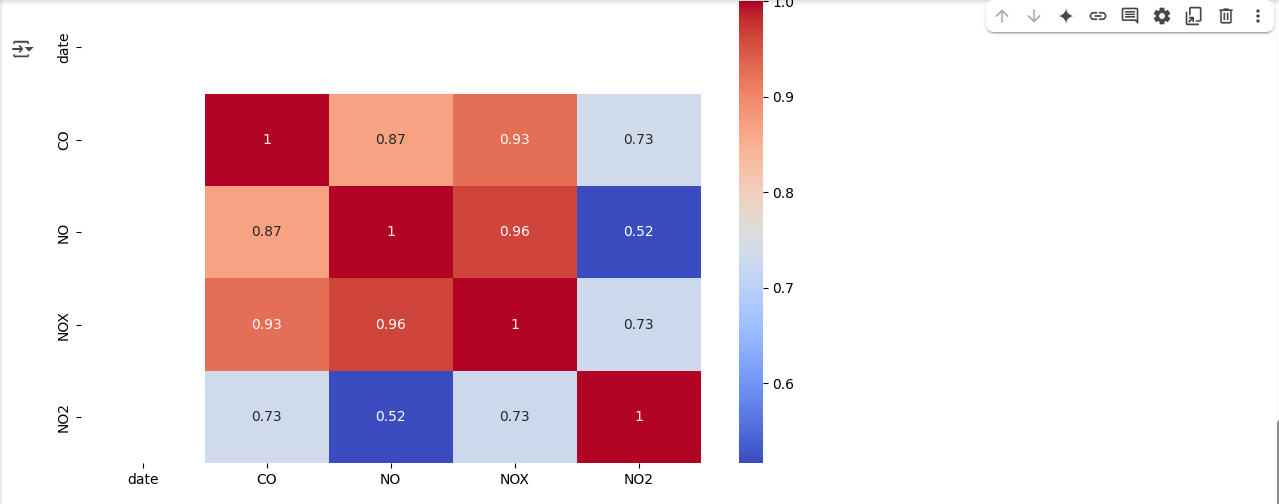 1.0
date
0.9
CO
1 0.87 0.93 0.73
0.8
NO
0.87 1 0.96 0.52
0.7
NOX
0.93 0.96 1 0.73
0.6
NO2
0.73 0.52 0.73 1
date CO NO NOX NO2